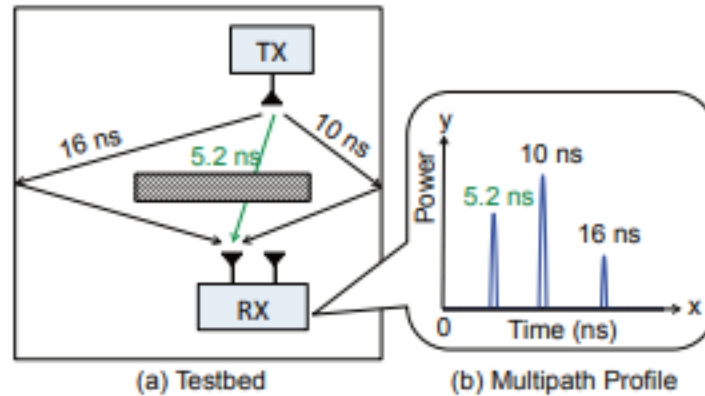 TX
16 ns
5.2 ns
10 ns
RX
(a) Testbed
y
Power
5.2 ns
10 ns
16 ns
0
Time (ns)
x
(b) Multipath Profile